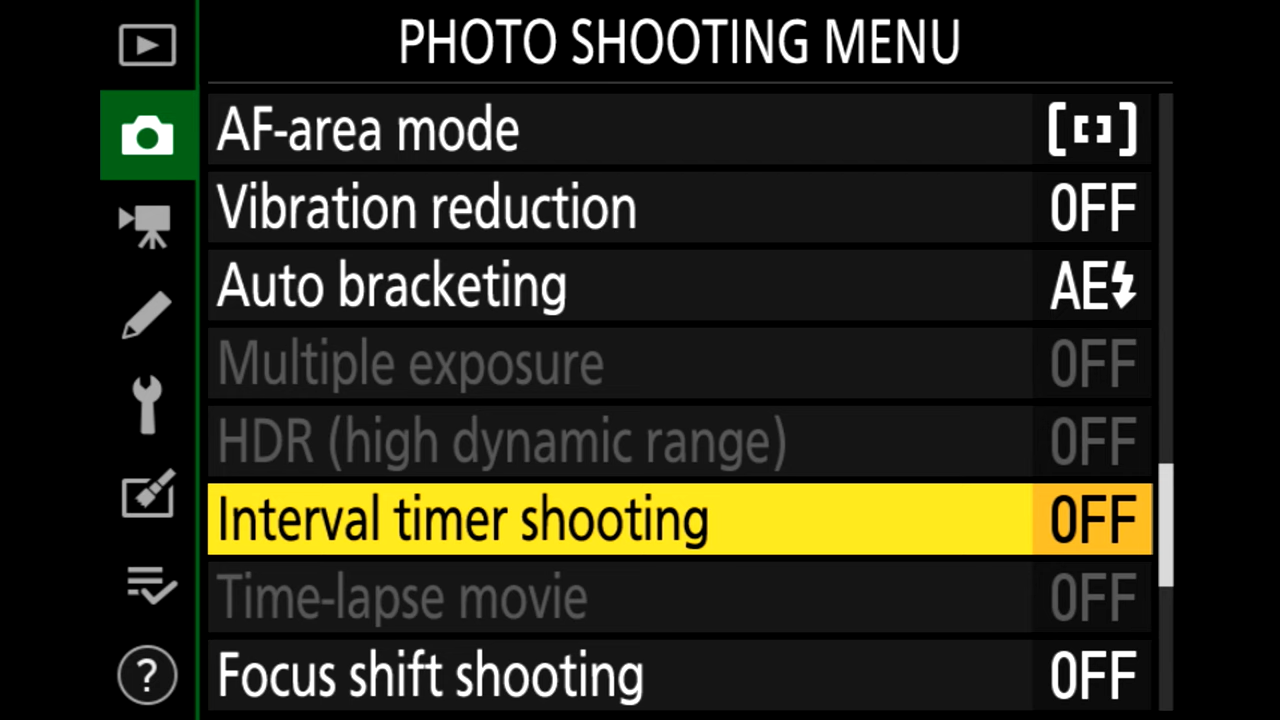 PHOTO SHOOTING MENU
AF-area mode
Vibration reduction OFF
Auto bracketing AE
Multiple exposure OFF
HDR (high dynamic range) OFF
Interval timer shooting OFF
Time-lapse movie OFF
Focus shift shooting OFF
?